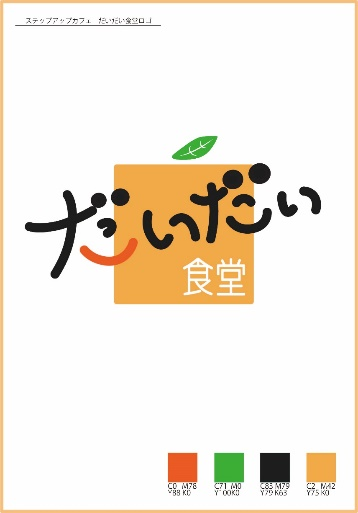 ステップアップカフェ　だいだい食堂ロゴ
だいだい
食堂
C0 M78
Y88 K0
C71 M0
Y100K0
C83 M79
Y79 K63
C2 M42
Y75 K0